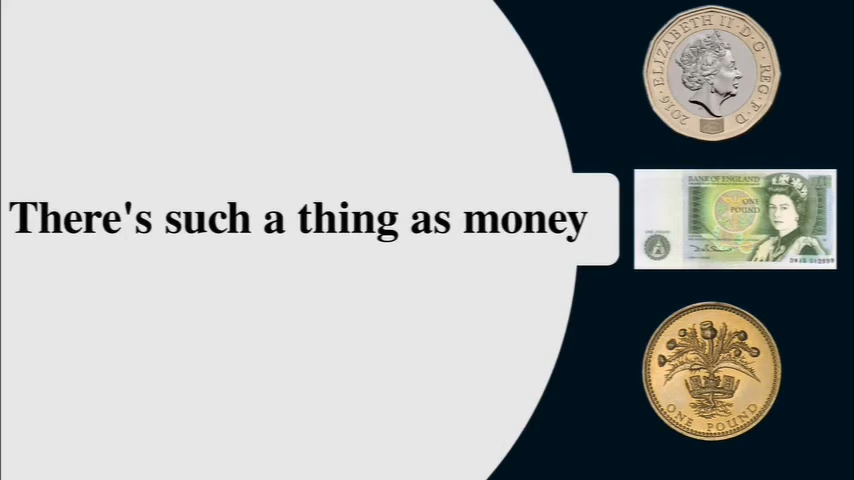 There's such a thing as money
2016 · ELIZABETH II · D · G · REG · F · D
BANK OF ENGLAND
ONE
POUND
ONE POUND